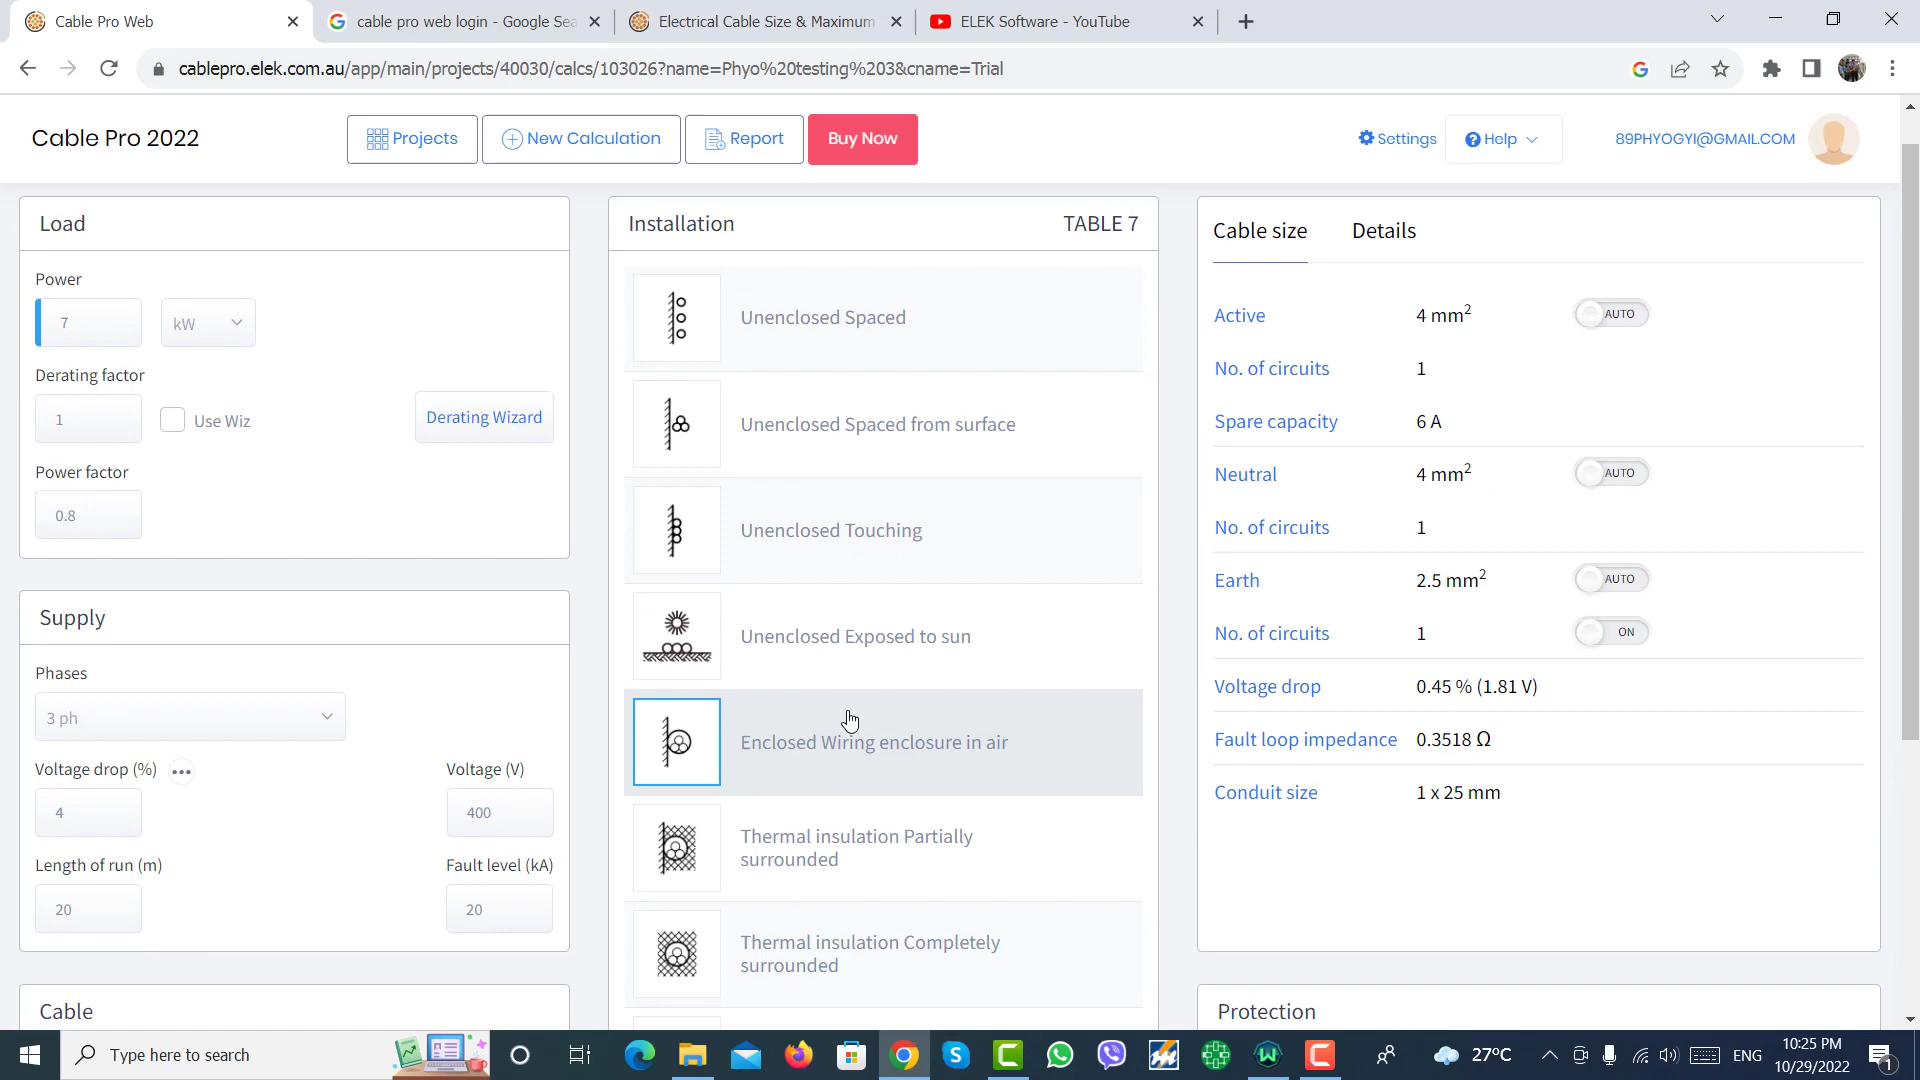 Cable Pro Web
cable pro web login - Google Sea
Electrical Cable Size & Maximum
ELEK Software - YouTube
cablepro.elek.com.au/app/main/projects/40030/calcs/103026?name=Phyo%20testing%203&cname=Trial
Cable Pro 2022
Projects
New Calculation
Report
Buy Now
Settings
Help
89PHYOGYI@GMAIL.COM
Load
Power
7
kW
Derating factor
1
Use Wiz
Derating Wizard
Power factor
0.8
Supply
Phases
3 ph
Voltage drop (%)
Voltage (V)
4
400
Length of run (m)
Fault level (kA)
20
20
Cable
Installation
TABLE 7
Unenclosed Spaced
Unenclosed Spaced from surface
Unenclosed Touching
Unenclosed Exposed to sun
Enclosed Wiring enclosure in air
Thermal insulation Partially
surrounded
Thermal insulation Completely
surrounded
Cable size
Details
Active 4 mm² AUTO
No. of circuits 1
Spare capacity 6 A
Neutral 4 mm² AUTO
No. of circuits 1
Earth 2.5 mm² AUTO
No. of circuits 1 ON
Voltage drop 0.45 % (1.81 V)
Fault loop impedance 0.3518 Ω
Conduit size 1 x 25 mm
Protection
Type here to search
27°C
ENG
10:25 PM
10/29/2022
1